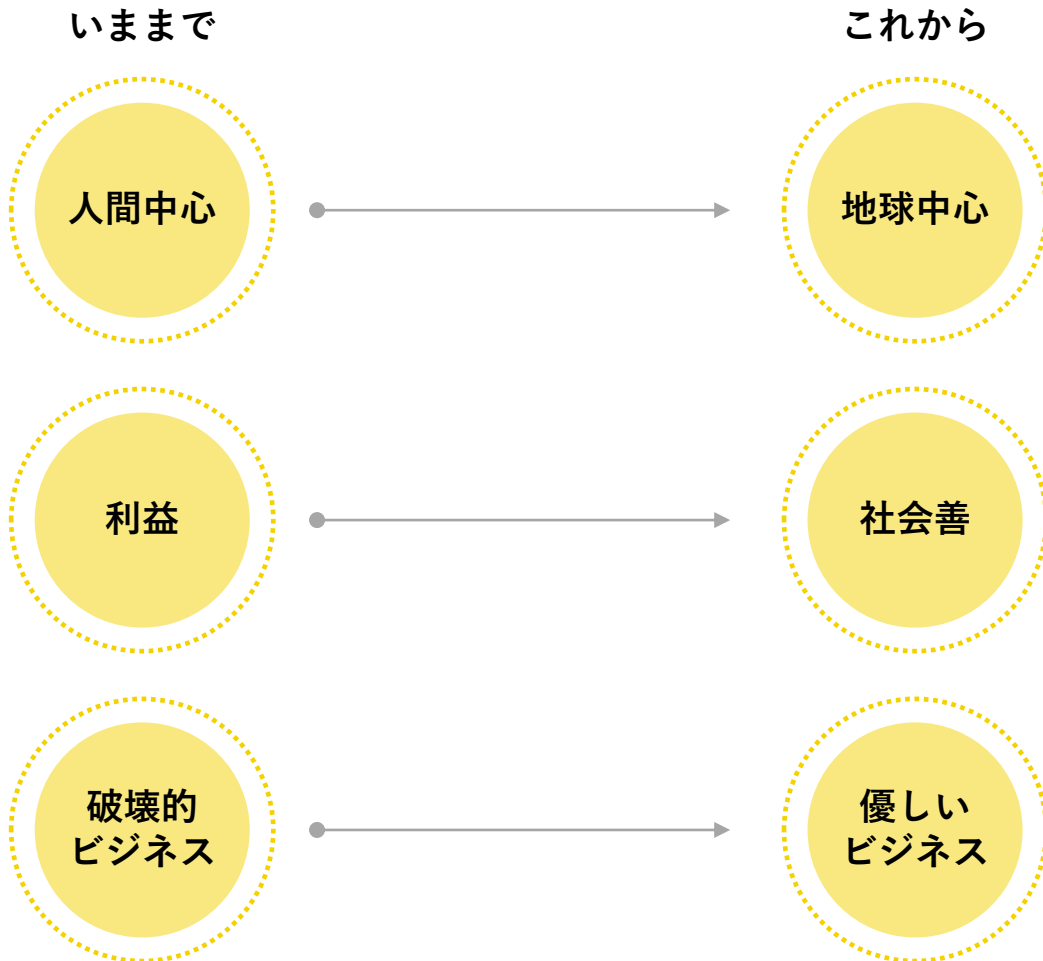 いままで
これから
人間中心
地球中心
利益
社会善
破壊的
ビジネス
優しい
ビジネス